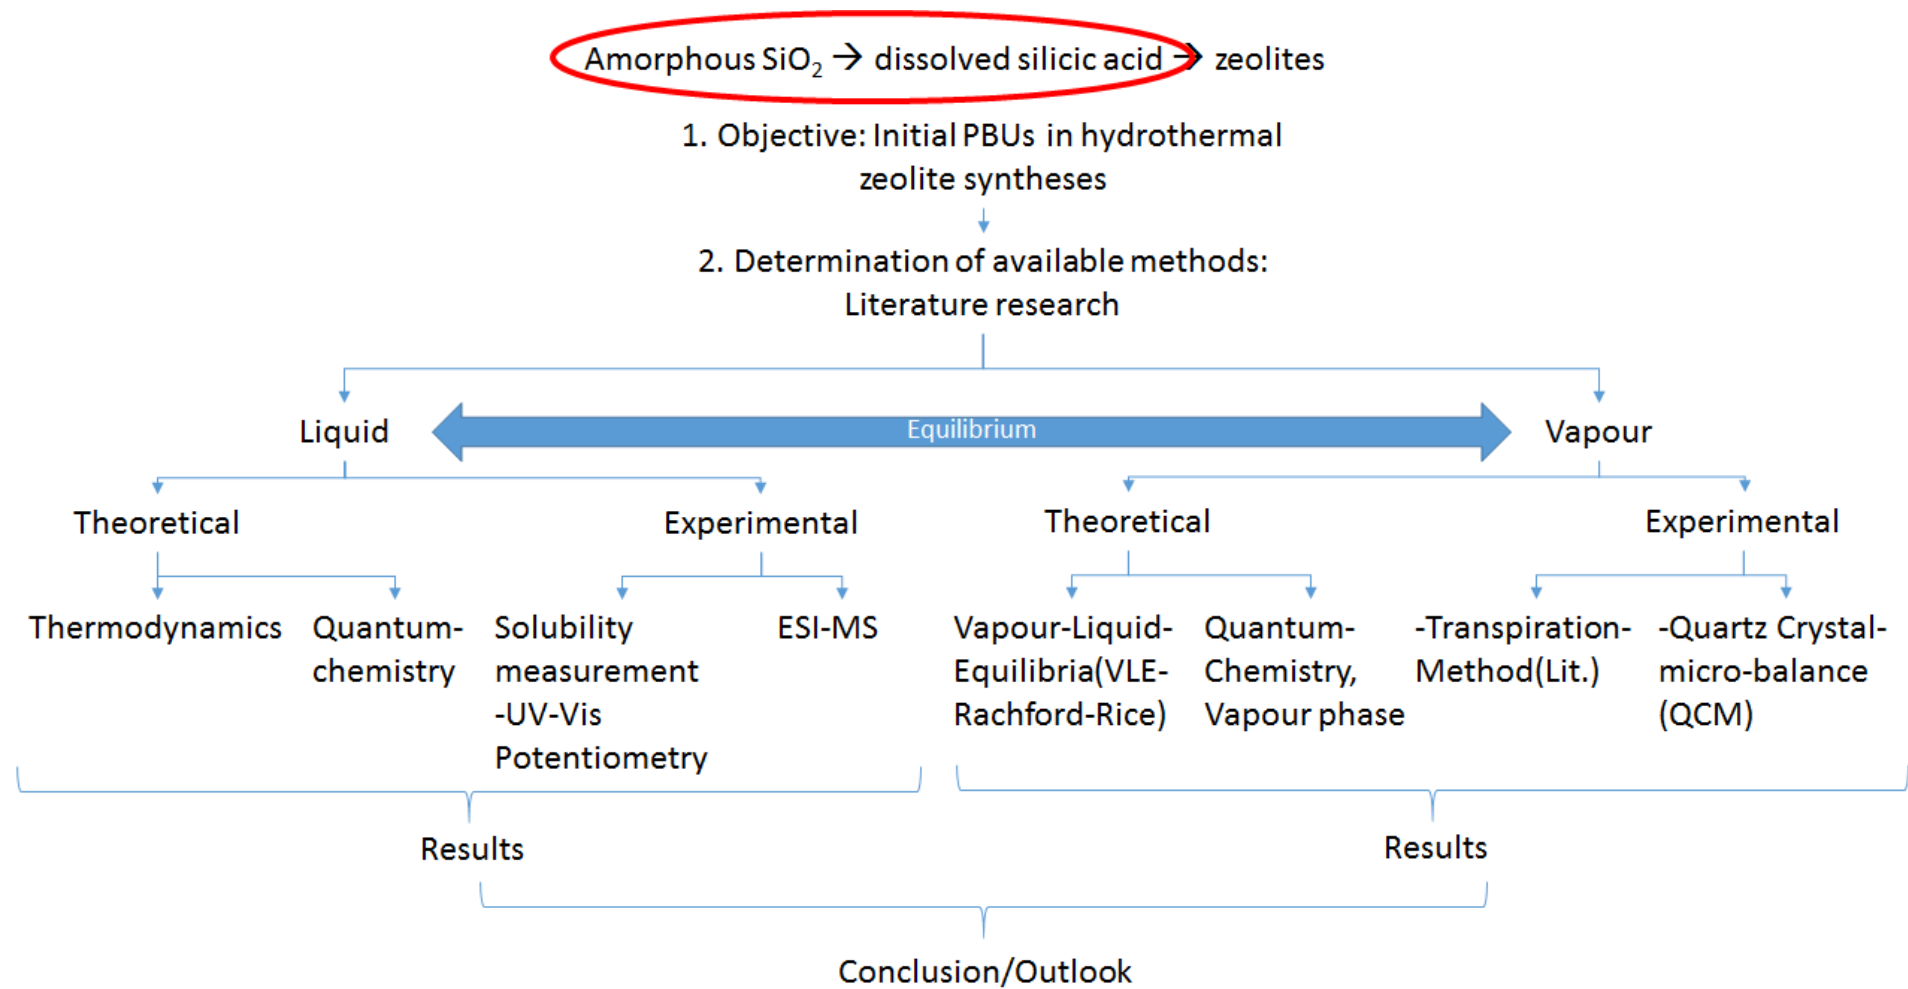 Amorphous SiO₂ → dissolved silicic acid → zeolites
1. Objective: Initial PBUs in hydrothermal
zeolite syntheses
2. Determination of available methods:
Literature research
Liquid
Equilibrium
Vapour
Theoretical
Experimental
Theoretical
Experimental
Thermodynamics
Quantum-
chemistry
Solubility
measurement
-UV-Vis
Potentiometry
ESI-MS
Vapour-Liquid-
Equilibria(VLE-
Rachford-Rice)
Quantum-
Chemistry,
Vapour phase
-Transpiration-
Method(Lit.)
-Quartz Crystal-
micro-balance
(QCM)
Results
Results
Conclusion/Outlook